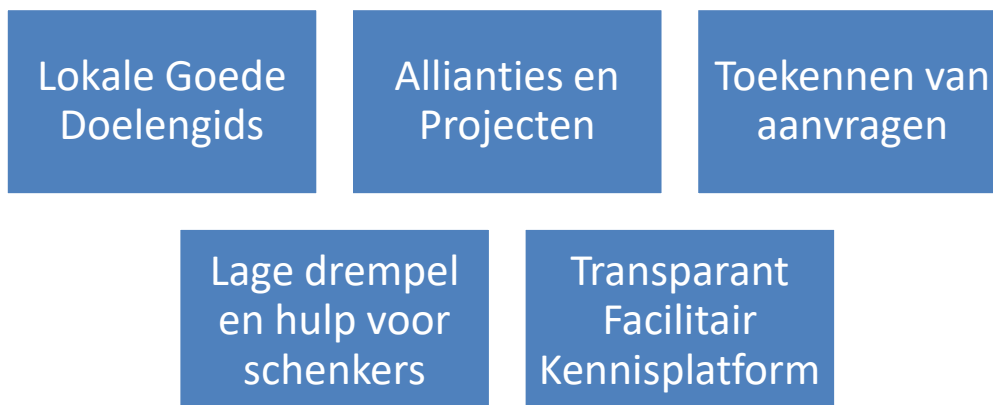 Lokale Goede
Doelengids
Allianties en
Projecten
Toekennen van
aanvragen
Lage drempel
en hulp voor
schenkers
Transparant
Facilitair
Kennisplatform